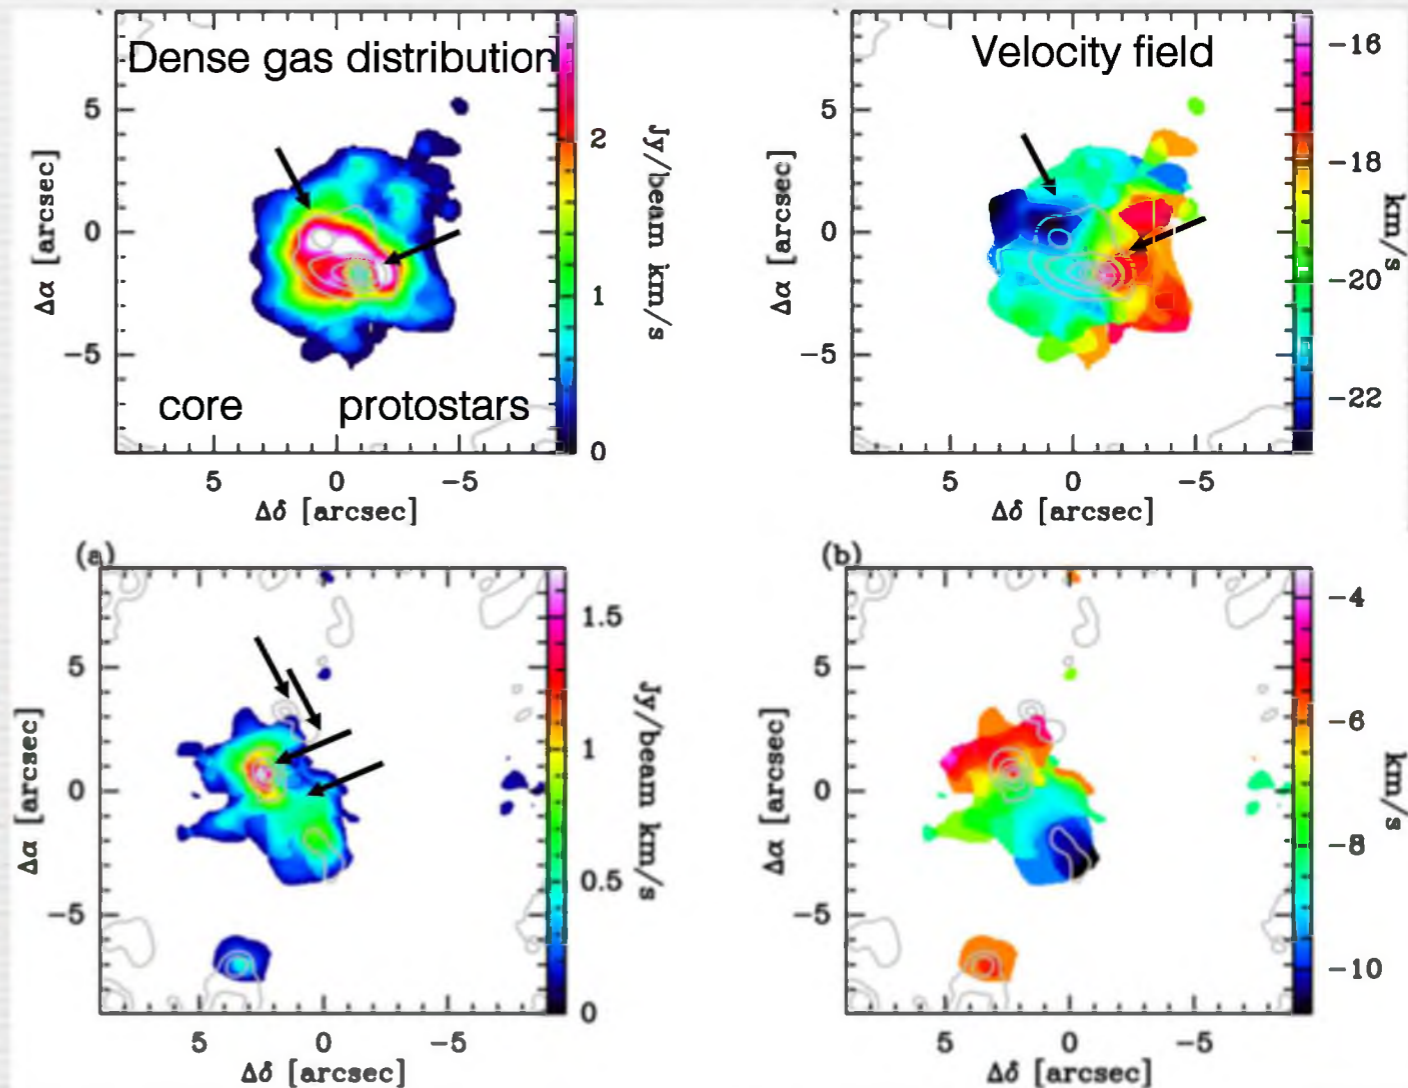 Dense gas distribution
5
0
−5
Δα [arcsec]
core
protostars
5 0 −5
Δδ [arcsec]
2
1
0
Jy/beam km/s
Velocity field
5
0
−5
Δα [arcsec]
5 0 −5
Δδ [arcsec]
−16
−18
−20
−22
km/s
(a)
5
0
−5
Δα [arcsec]
5 0 −5
Δδ [arcsec]
1.5
1
0.5
0
Jy/beam km/s
(b)
5
0
−5
Δα [arcsec]
5 0 −5
Δδ [arcsec]
−4
−6
−8
−10
km/s